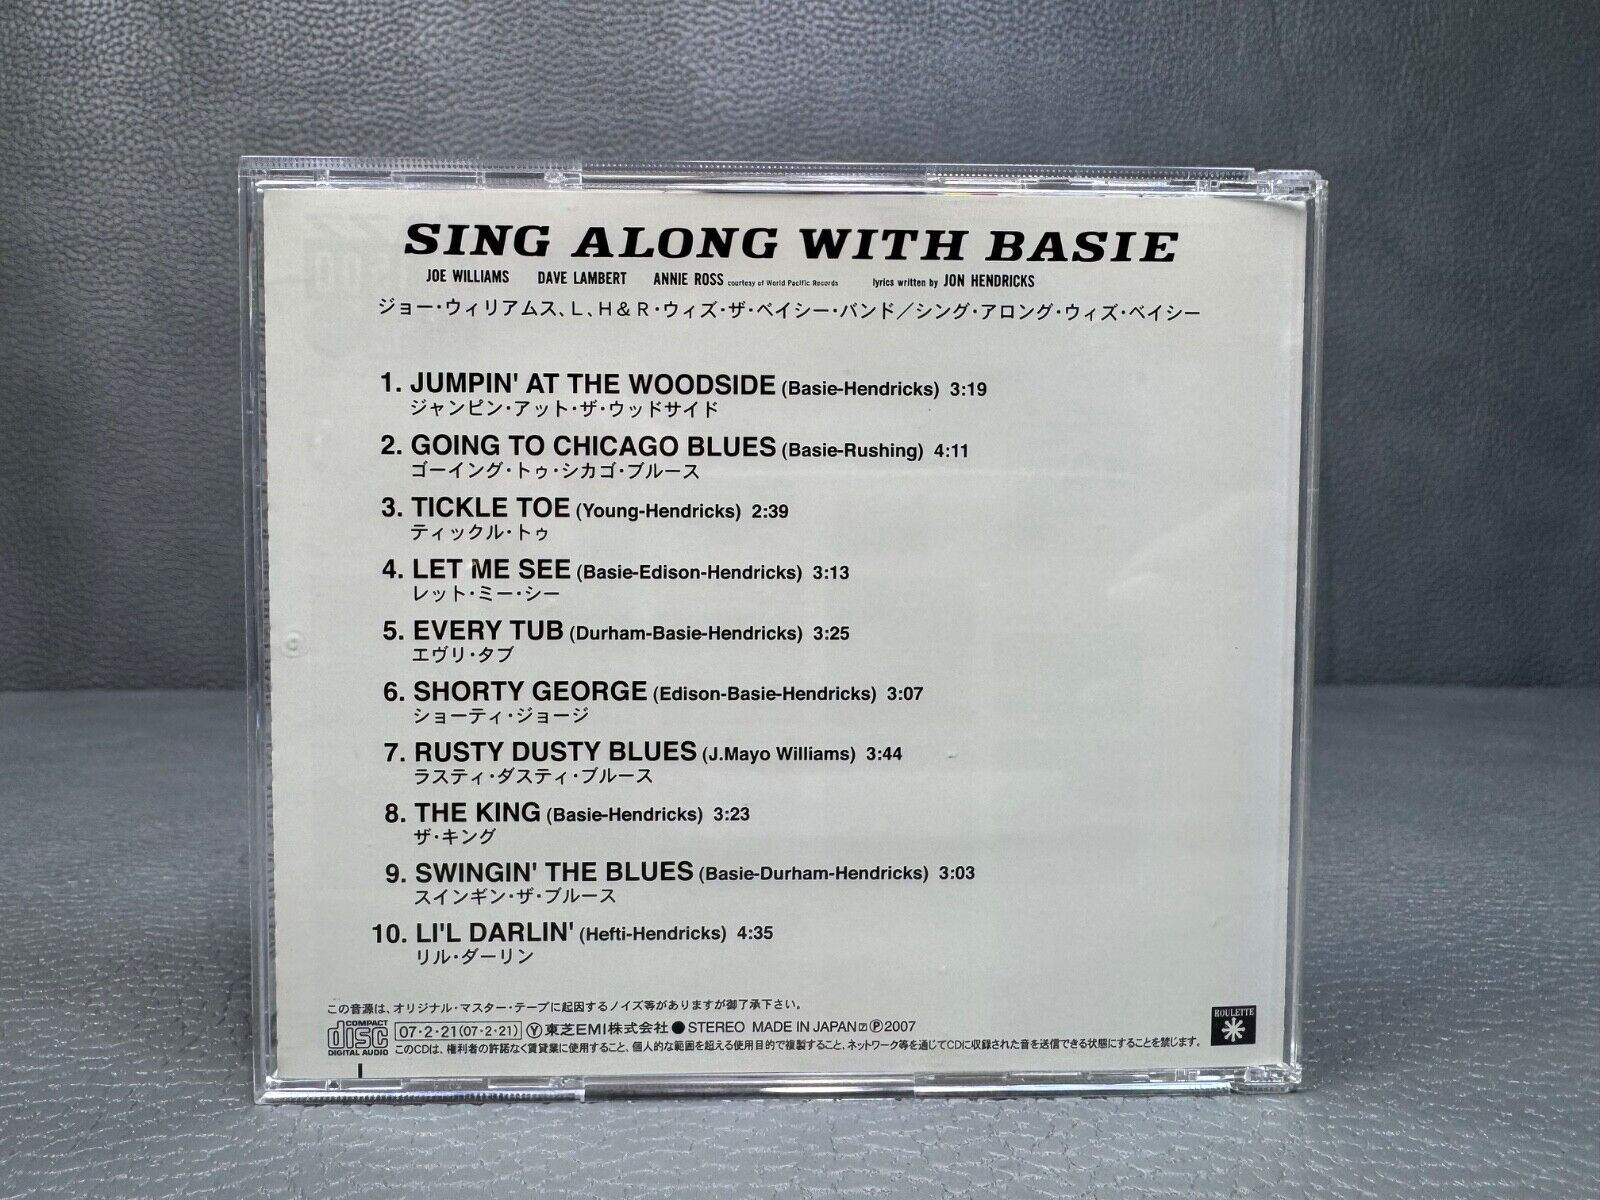 SING ALONG WITH BASIE
JOE WILLIAMS DAVE LAMBERT ANNIE ROSS courtesy of World Pacific Records lyrics written by JON HENDRICKS
ジョー・ウィリアムス、L、H&R・ウィズ・ザ・ベイシー・バンド／シング・アロング・ウィズ・ベイシー
1. JUMPIN' AT THE WOODSIDE (Basie-Hendricks) 3:19
ジャンピン・アット・ザ・ウッドサイド
2. GOING TO CHICAGO BLUES (Basie-Rushing) 4:11
ゴーイング・トゥ・シカゴ・ブルース
3. TICKLE TOE (Young-Hendricks) 2:39
ティックル・トゥ
4. LET ME SEE (Basie-Edison-Hendricks) 3:13
レット・ミー・シー
5. EVERY TUB (Durham-Basie-Hendricks) 3:25
エヴリ・タブ
6. SHORTY GEORGE (Edison-Basie-Hendricks) 3:07
ショーティ・ジョージ
7. RUSTY DUSTY BLUES (J.Mayo Williams) 3:44
ラスティ・ダスティ・ブルース
8. THE KING (Basie-Hendricks) 3:23
ザ・キング
9. SWINGIN' THE BLUES (Basie-Durham-Hendricks) 3:03
スインギン・ザ・ブルース
10. LI'L DARLIN' (Hefti-Hendricks) 4:35
リル・ダーリン
この音源は、オリジナル・マスター・テープに起因するノイズ等がありますが御了承下さい。
ROULETTE
COMPACT disc DIGITAL AUDIO
07・2・21(07・2・21) Ⓨ東芝EMI株式会社●STEREO MADE IN JAPAN ℗2007
このCDは、権利者の許諾なく賃貸業に使用すること、個人的な範囲を超える使用目的で複製すること、ネットワーク等を通じてCDに収録された音を送信できる状態にすることを禁じます。